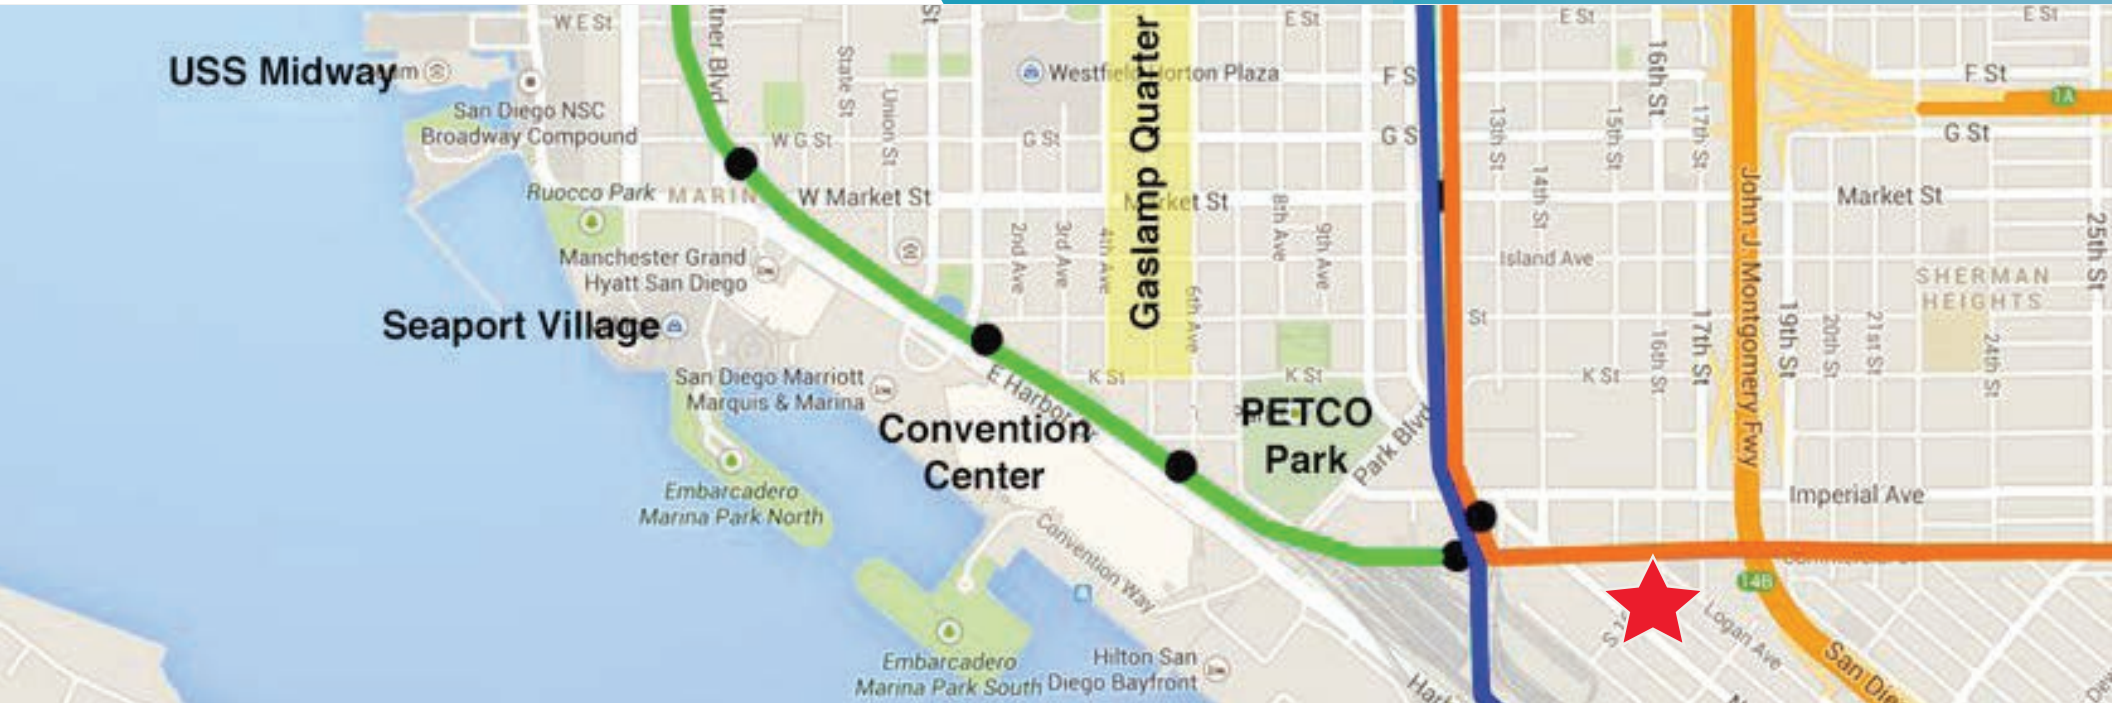 W E St
St
E St
E St
E St
USS Midway
Westfield Horton Plaza
F S
F St
1A
16th St
State St
San Diego NSC
Broadway Compound
Union St
W G St
G St
G S
G St
13th St
15th St
17th St
Gaslamp Quarter
Ruocco Park
MARIN
W Market St
Market St
Market St
14th St
John J. Montgomery Fwy
25th St
2nd Ave
3rd Ave
4th Ave
8th Ave
9th Ave
Manchester Grand
Hyatt San Diego
Island Ave
SHERMAN
HEIGHTS
Seaport Village
6th Ave
St
16th St
17th St
19th St
20th St
21st St
24th St
San Diego Marriott
Marquis & Marina
E Harbor
K St
K St
K St
Convention
Center
PETCO
Park
Park Blvd
Embarcadero
Marina Park North
Imperial Ave
Convention Way
14B
Logan Ave
Embarcadero
Marina Park South
Hilton San
Diego Bayfront
San Die